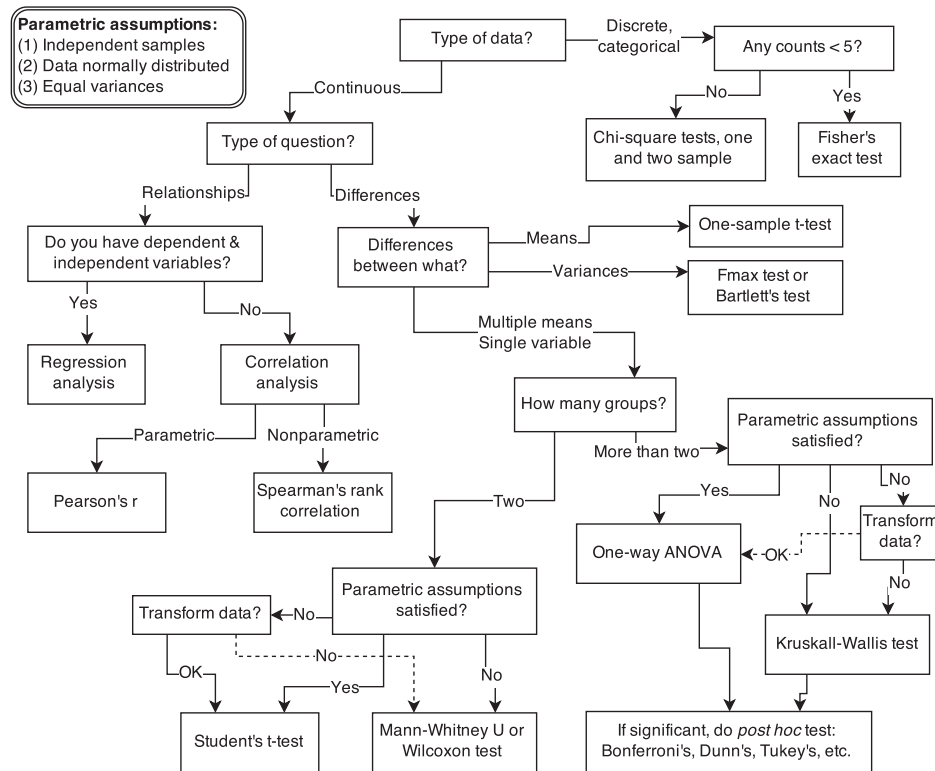 Parametric assumptions:
(1) Independent samples
(2) Data normally distributed
(3) Equal variances
Type of data?
Discrete,
categorical
Any counts < 5?
Continuous
No
Yes
Chi-square tests, one
and two sample
Fisher's
exact test
Type of question?
Relationships
Differences
Do you have dependent &
independent variables?
Differences
between what?
Means
One-sample t-test
Variances
Fmax test or
Bartlett's test
Yes
No
Multiple means
Single variable
Regression
analysis
Correlation
analysis
How many groups?
Parametric assumptions
satisfied?
Parametric
Nonparametric
More than two
Pearson's r
Spearman's rank
correlation
Two
Yes
No
No
Transform
data?
One-way ANOVA
OK
No
Parametric assumptions
satisfied?
Transform data?
No
Kruskall-Wallis test
No
OK
Yes
No
Student's t-test
Mann-Whitney U or
Wilcoxon test
If significant, do post hoc test:
Bonferroni's, Dunn's, Tukey's, etc.